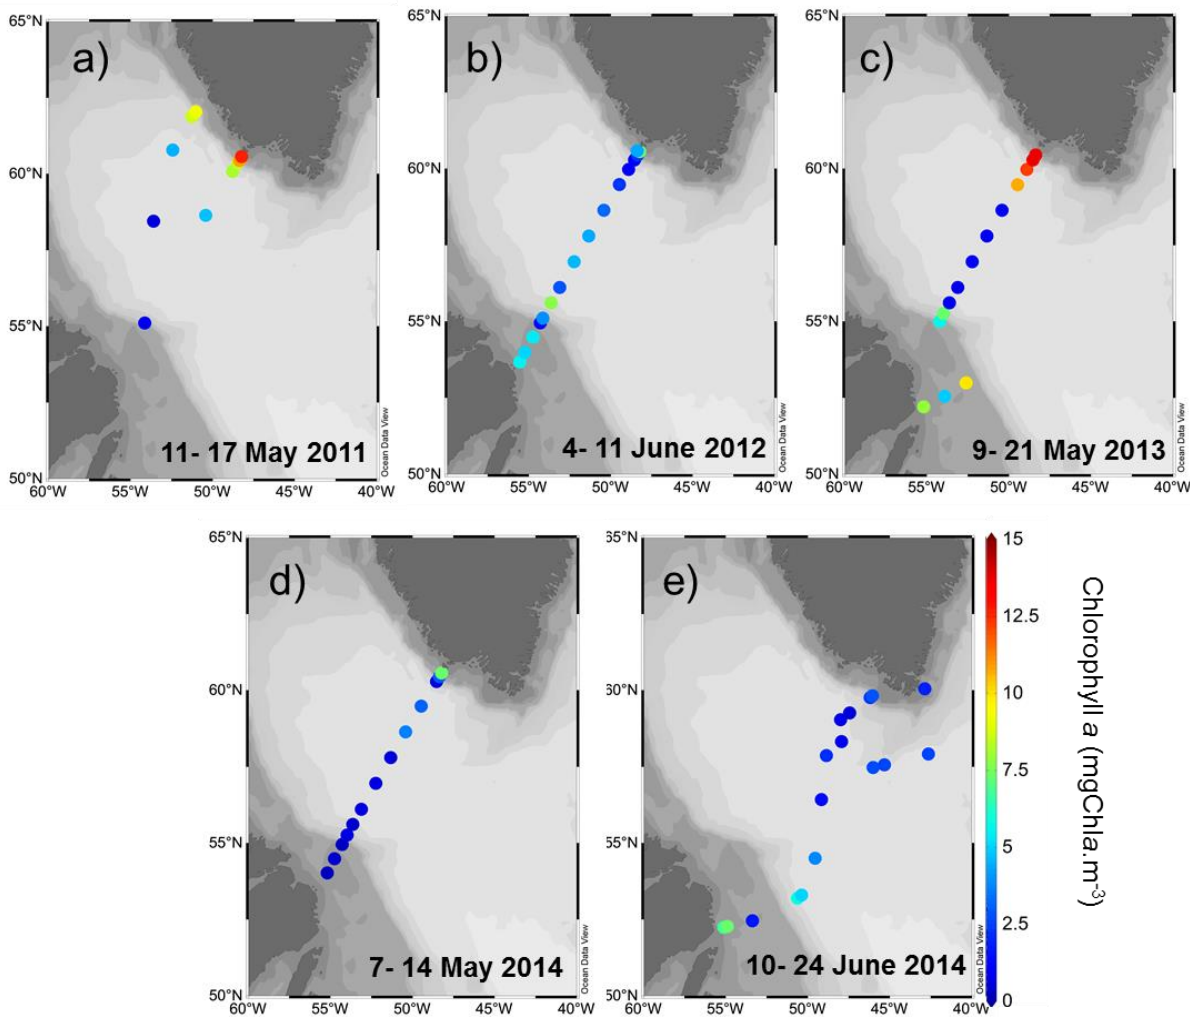 a)
65°N
60°N
55°N
50°N
60°W 55°W 50°W 45°W 40°W
11- 17 May 2011
Ocean Data View
b)
65°N
60°N
55°N
50°N
60°W 55°W 50°W 45°W 40°W
4- 11 June 2012
Ocean Data View
c)
65°N
60°N
55°N
50°N
60°W 55°W 50°W 45°W 40°W
9- 21 May 2013
Ocean Data View
d)
65°N
60°N
55°N
50°N
60°W 55°W 50°W 45°W 40°W
7- 14 May 2014
Ocean Data View
e)
35°N
30°N
55°N
50°N
60°W 55°W 50°W 45°W 40°W
10- 24 June 2014
Ocean Data View
15
12.5
10
7.5
5
2.5
0
Chlorophyll a (mgChla.m-3)